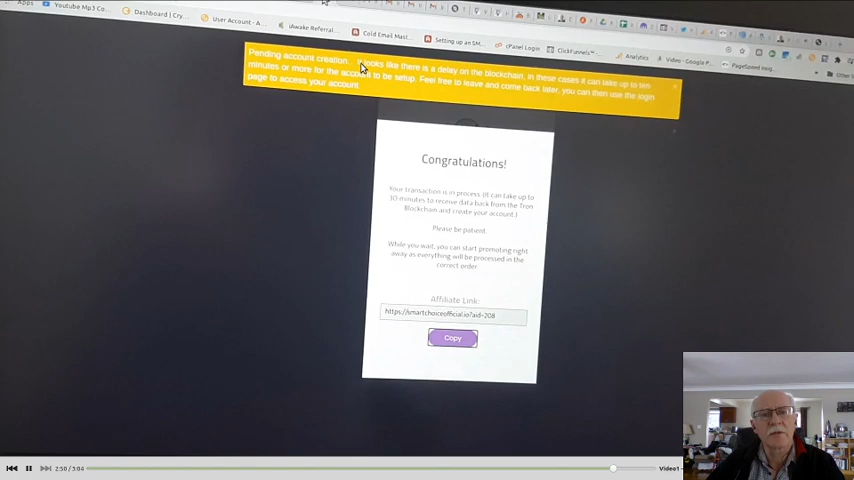 Apps
YouTube Mp3 Co...
Dashboard | Cry...
User Account - A...
iAwake Referral...
Cold Email Mast...
Setting up an SM...
cPanel Login
ClickFunnels™...
Analytics
Video - Google P...
PageSpeed Insig...
Pending account creation. It looks like there is a delay on the blockchain, in these cases it can take up to ten
minutes or more for the account to be setup. Feel free to leave and come back later, you can then use the login
page to access your account
Congratulations!
Your transaction is in process (It can take up to
30 minutes to receive data back from the Tron
Blockchain and create your account.)
Please be patient.
While you wait, you can start promoting right
away as everything will be processed in the
correct order.
Affiliate Link:
https://smartchoiceofficial.io?aid=208
Copy
2:50 / 3:04
Video1